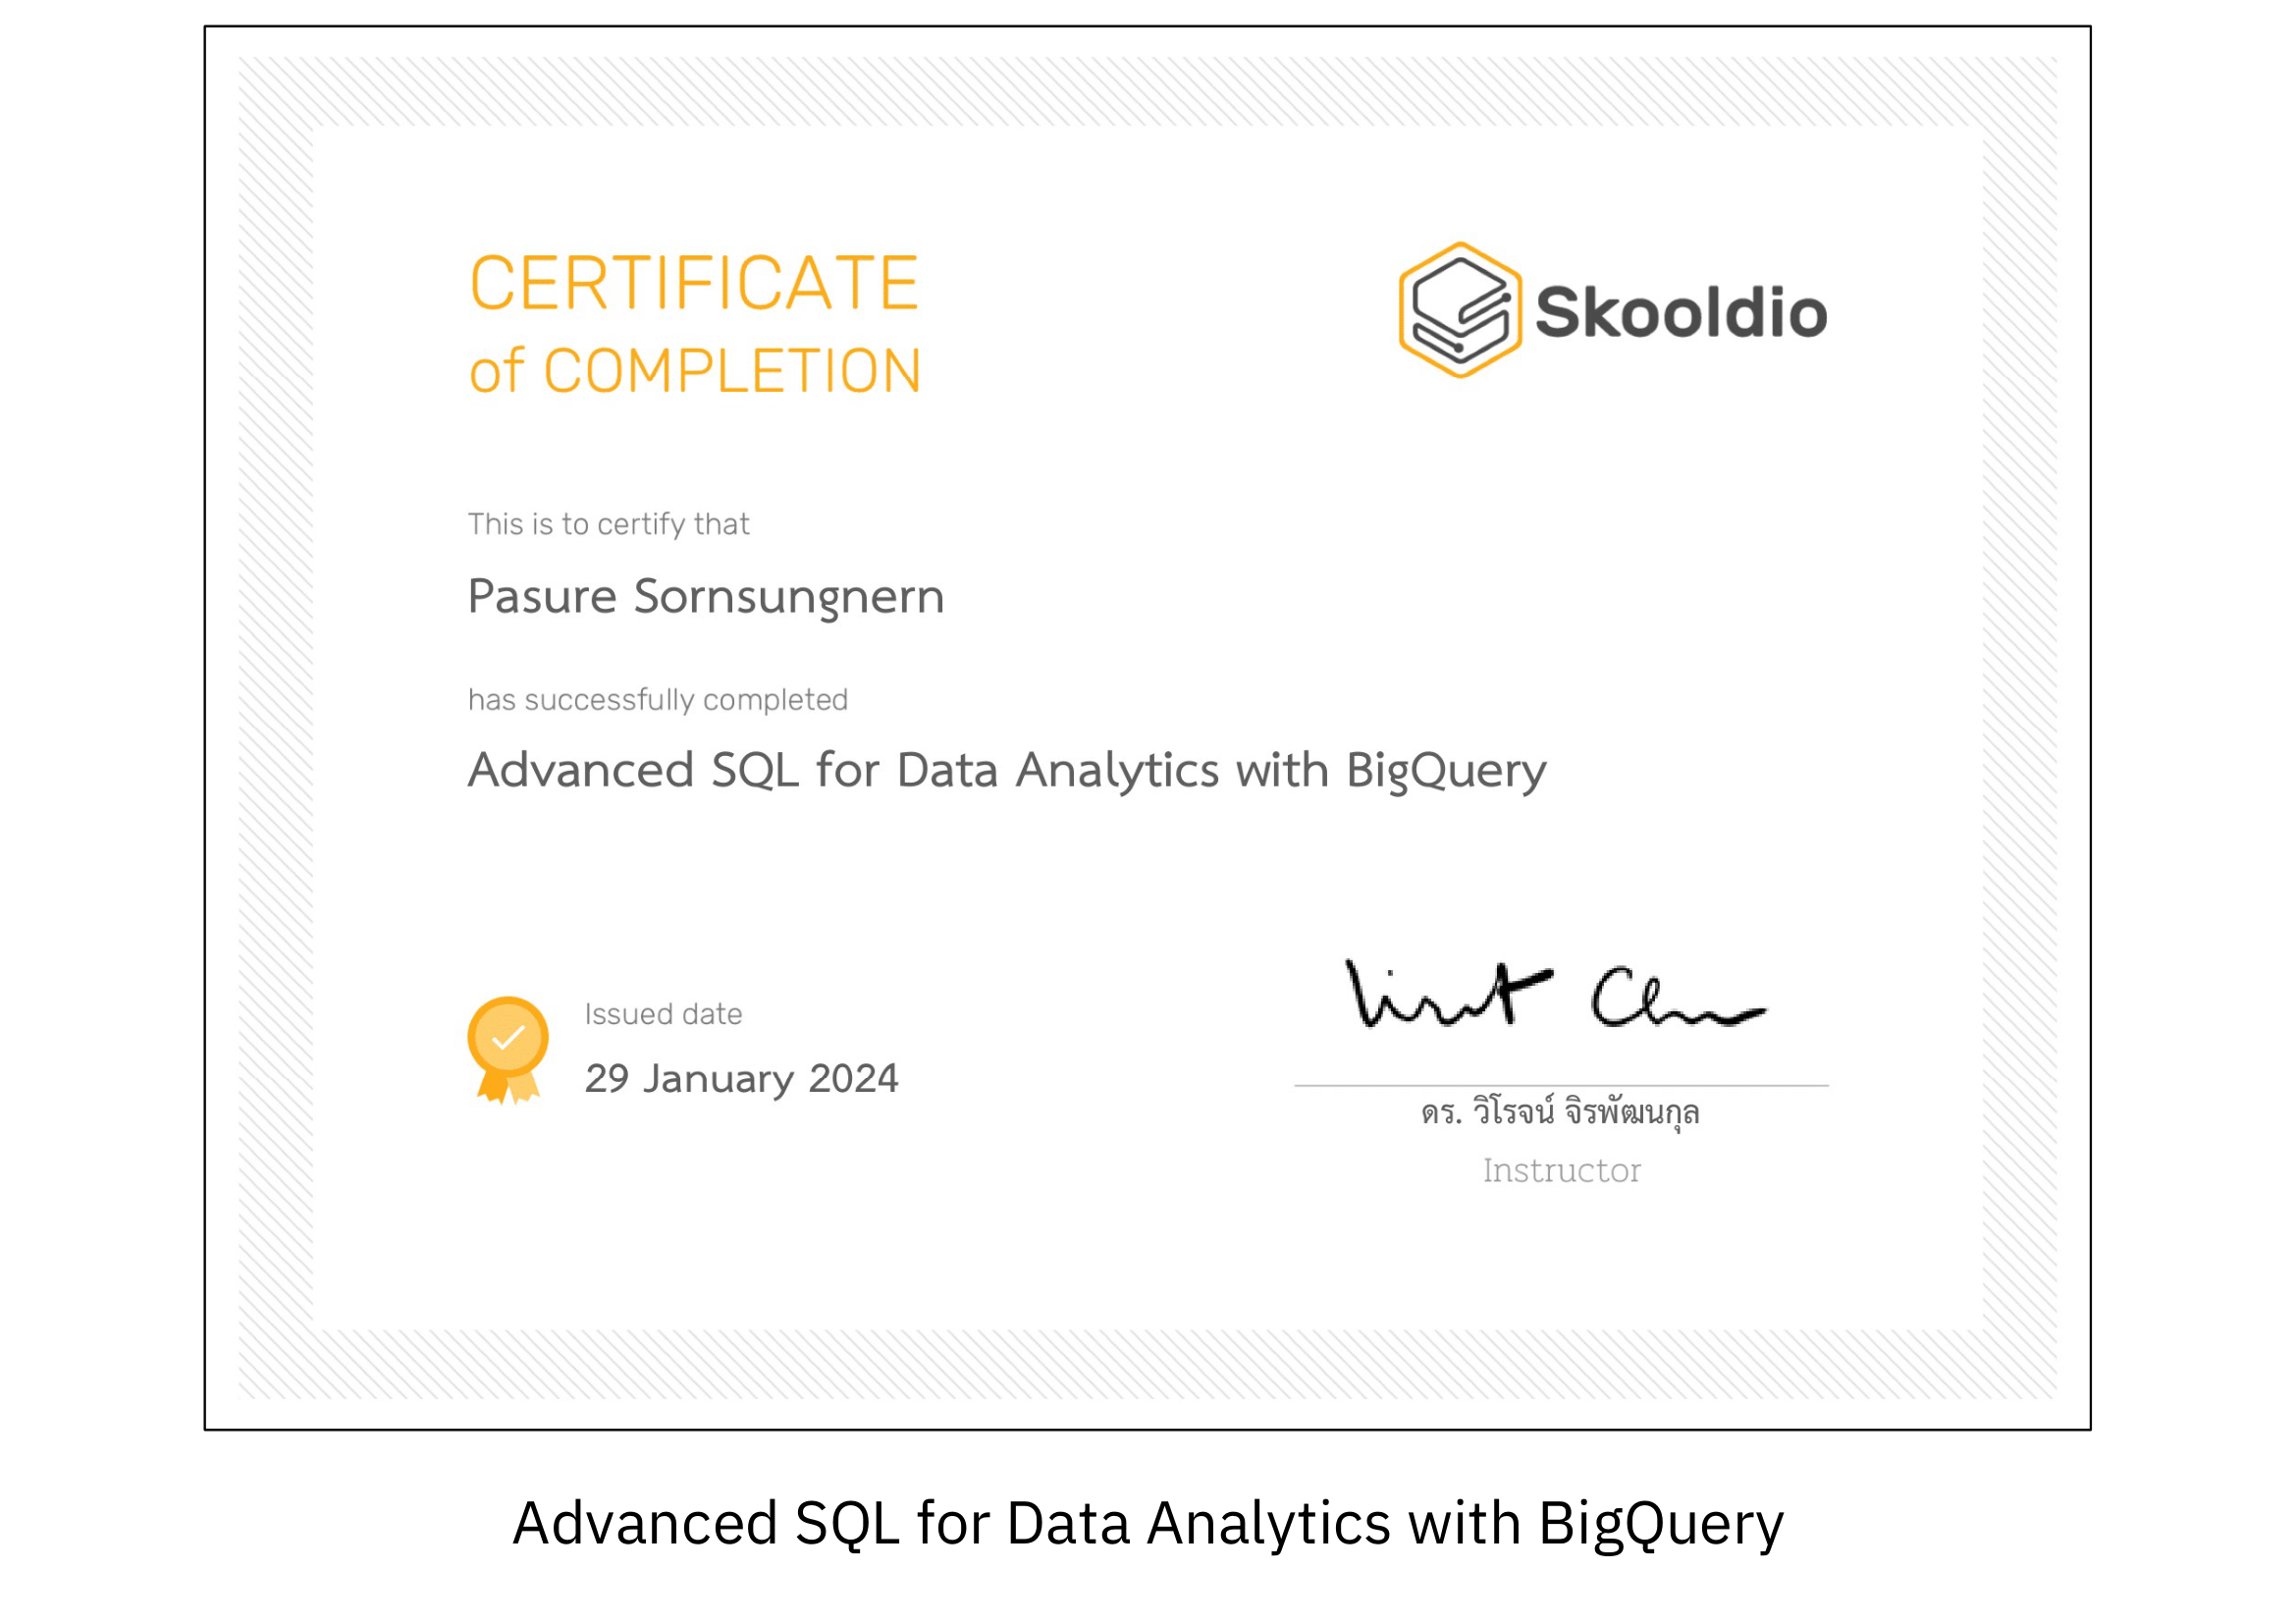 CERTIFICATE
of COMPLETION
Skooldio
This is to certify that
Pasure Sornsungnern
has successfully completed
Advanced SQL for Data Analytics with BigQuery
Issued date
29 January 2024
ดร. วิโรจน์ จิรพัฒนกุล
Instructor
Advanced SQL for Data Analytics with BigQuery